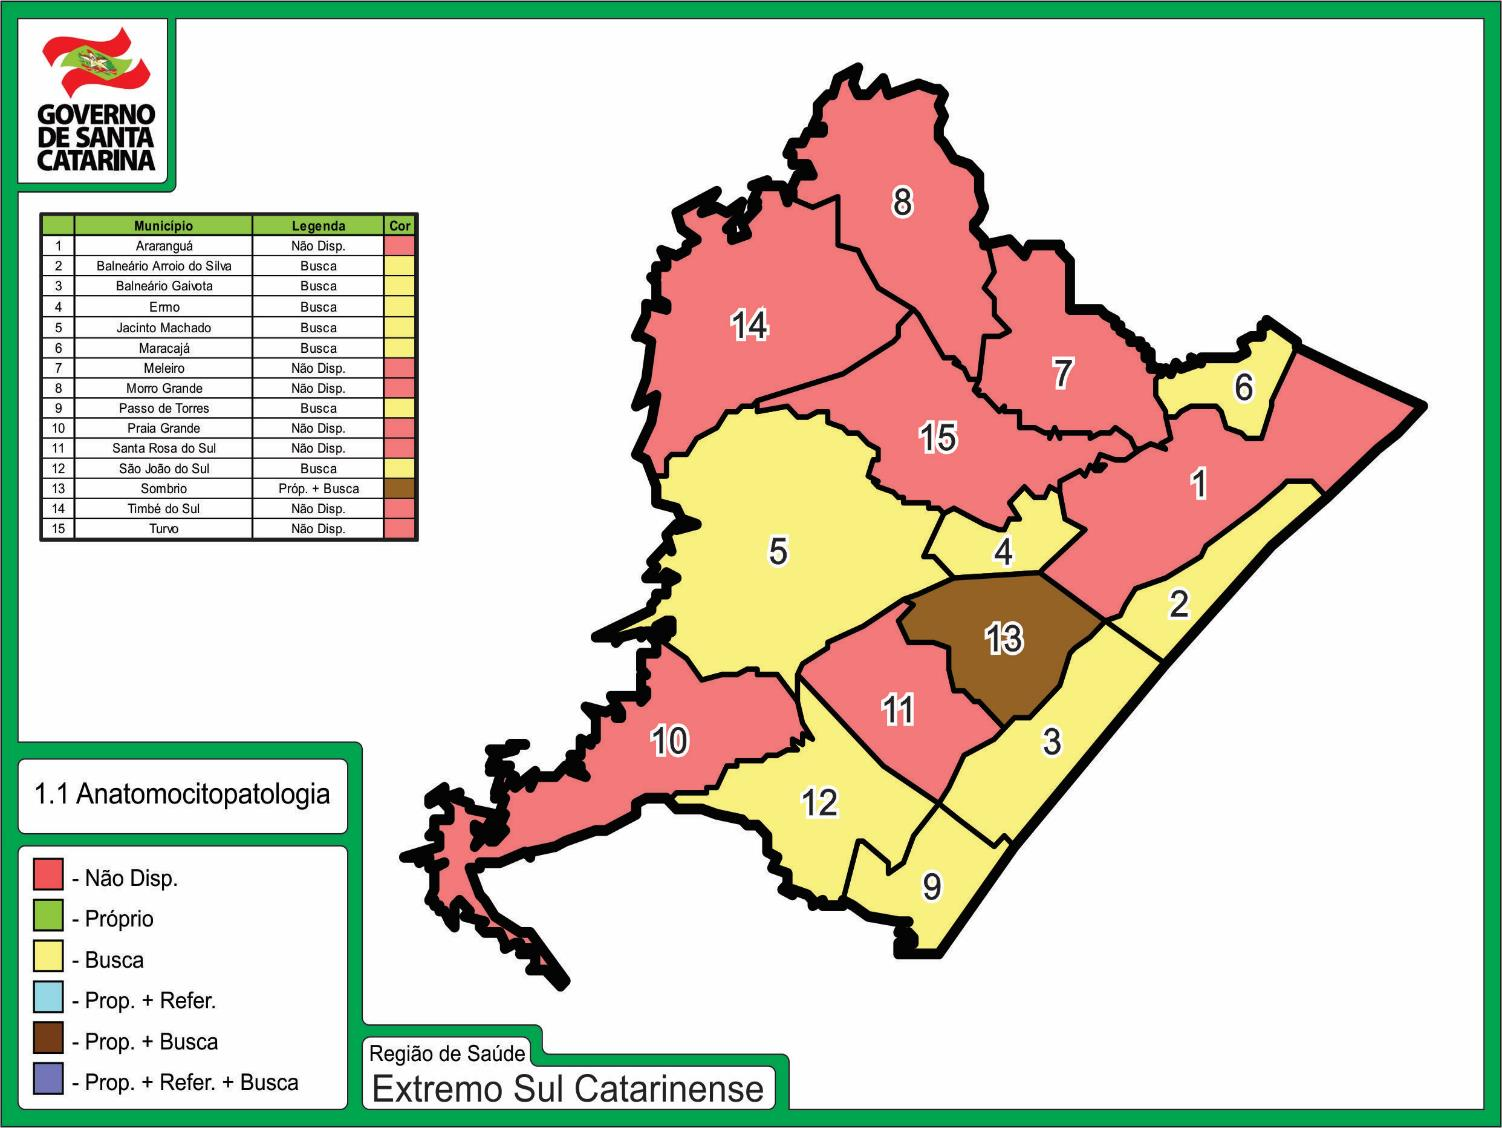 GOVERNO
DE SANTA
CATARINA
Município Legenda Cor
1 Araranguá Não Disp.
2 Balneário Arroio do Silva Busca
3 Balneário Gaivota Busca
4 Ermo Busca
5 Jacinto Machado Busca
6 Maracajá Busca
7 Meleiro Não Disp.
8 Morro Grande Não Disp.
9 Passo de Torres Busca
10 Praia Grande Não Disp.
11 Santa Rosa do Sul Não Disp.
12 São João do Sul Busca
13 Sombrio Próp. + Busca
14 Timbé do Sul Não Disp.
15 Turvo Não Disp.
8
14
7
6
15
1
5
4
2
13
11
10
3
12
9
1.1 Anatomocitopatologia
- Não Disp.
- Próprio
- Busca
- Prop. + Refer.
- Prop. + Busca
- Prop. + Refer. + Busca
Região de Saúde
Extremo Sul Catarinense